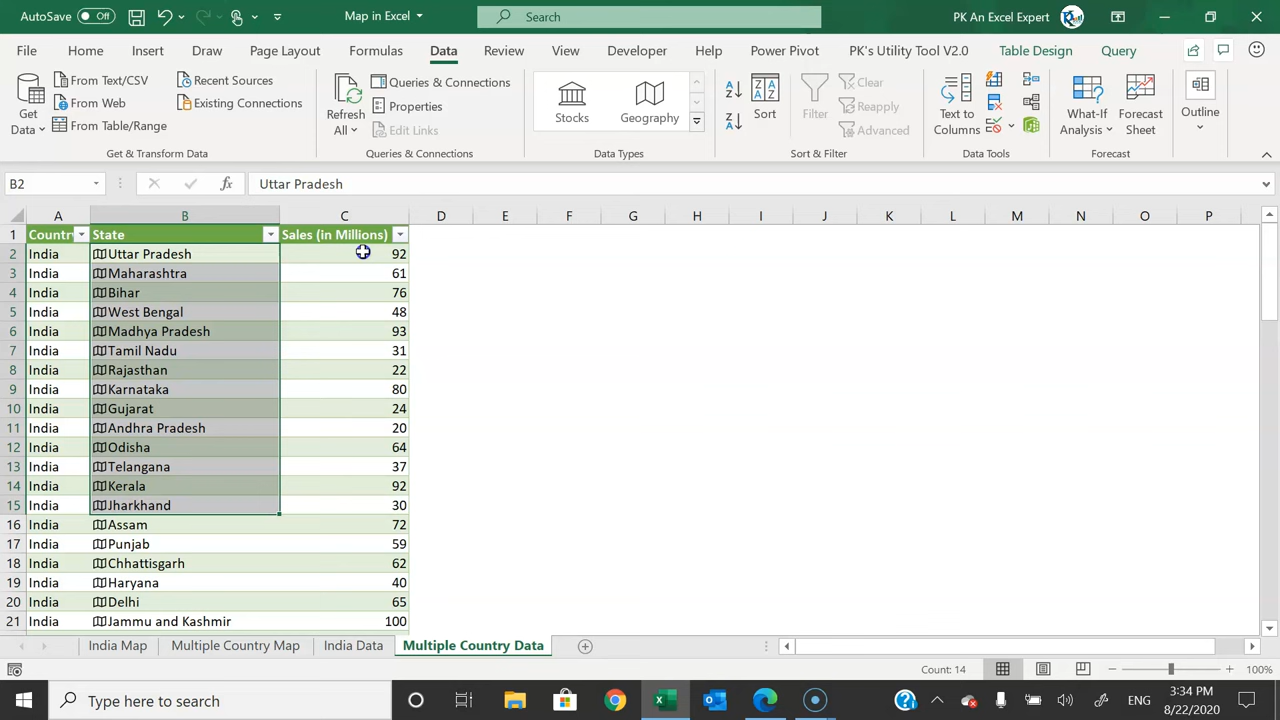 AutoSave Off Map in Excel Search PK An Excel Expert
File Home Insert Draw Page Layout Formulas Data Review View Developer Help Power Pivot PK's Utility Tool V2.0 Table Design Query
Get Data
From Text/CSV
From Web
From Table/Range
Recent Sources
Existing Connections
Get & Transform Data
Refresh All
Queries & Connections
Properties
Edit Links
Queries & Connections
Stocks
Geography
Data Types
Sort
Filter
Clear
Reapply
Advanced
Sort & Filter
Text to Columns
Data Tools
What-If Analysis
Forecast Sheet
Forecast
Outline
B2 fx Uttar Pradesh
A B C D E F G H I J K L M N O P
1 Country State Sales (in Millions)
2 India Uttar Pradesh 92
3 India Maharashtra 61
4 India Bihar 76
5 India West Bengal 48
6 India Madhya Pradesh 93
7 India Tamil Nadu 31
8 India Rajasthan 22
9 India Karnataka 80
10 India Gujarat 24
11 India Andhra Pradesh 20
12 India Odisha 64
13 India Telangana 37
14 India Kerala 92
15 India Jharkhand 30
16 India Assam 72
17 India Punjab 59
18 India Chhattisgarh 62
19 India Haryana 40
20 India Delhi 65
21 India Jammu and Kashmir 100
India Map Multiple Country Map India Data Multiple Country Data
Count: 14 100%
Type here to search ENG 3:34 PM
8/22/2020